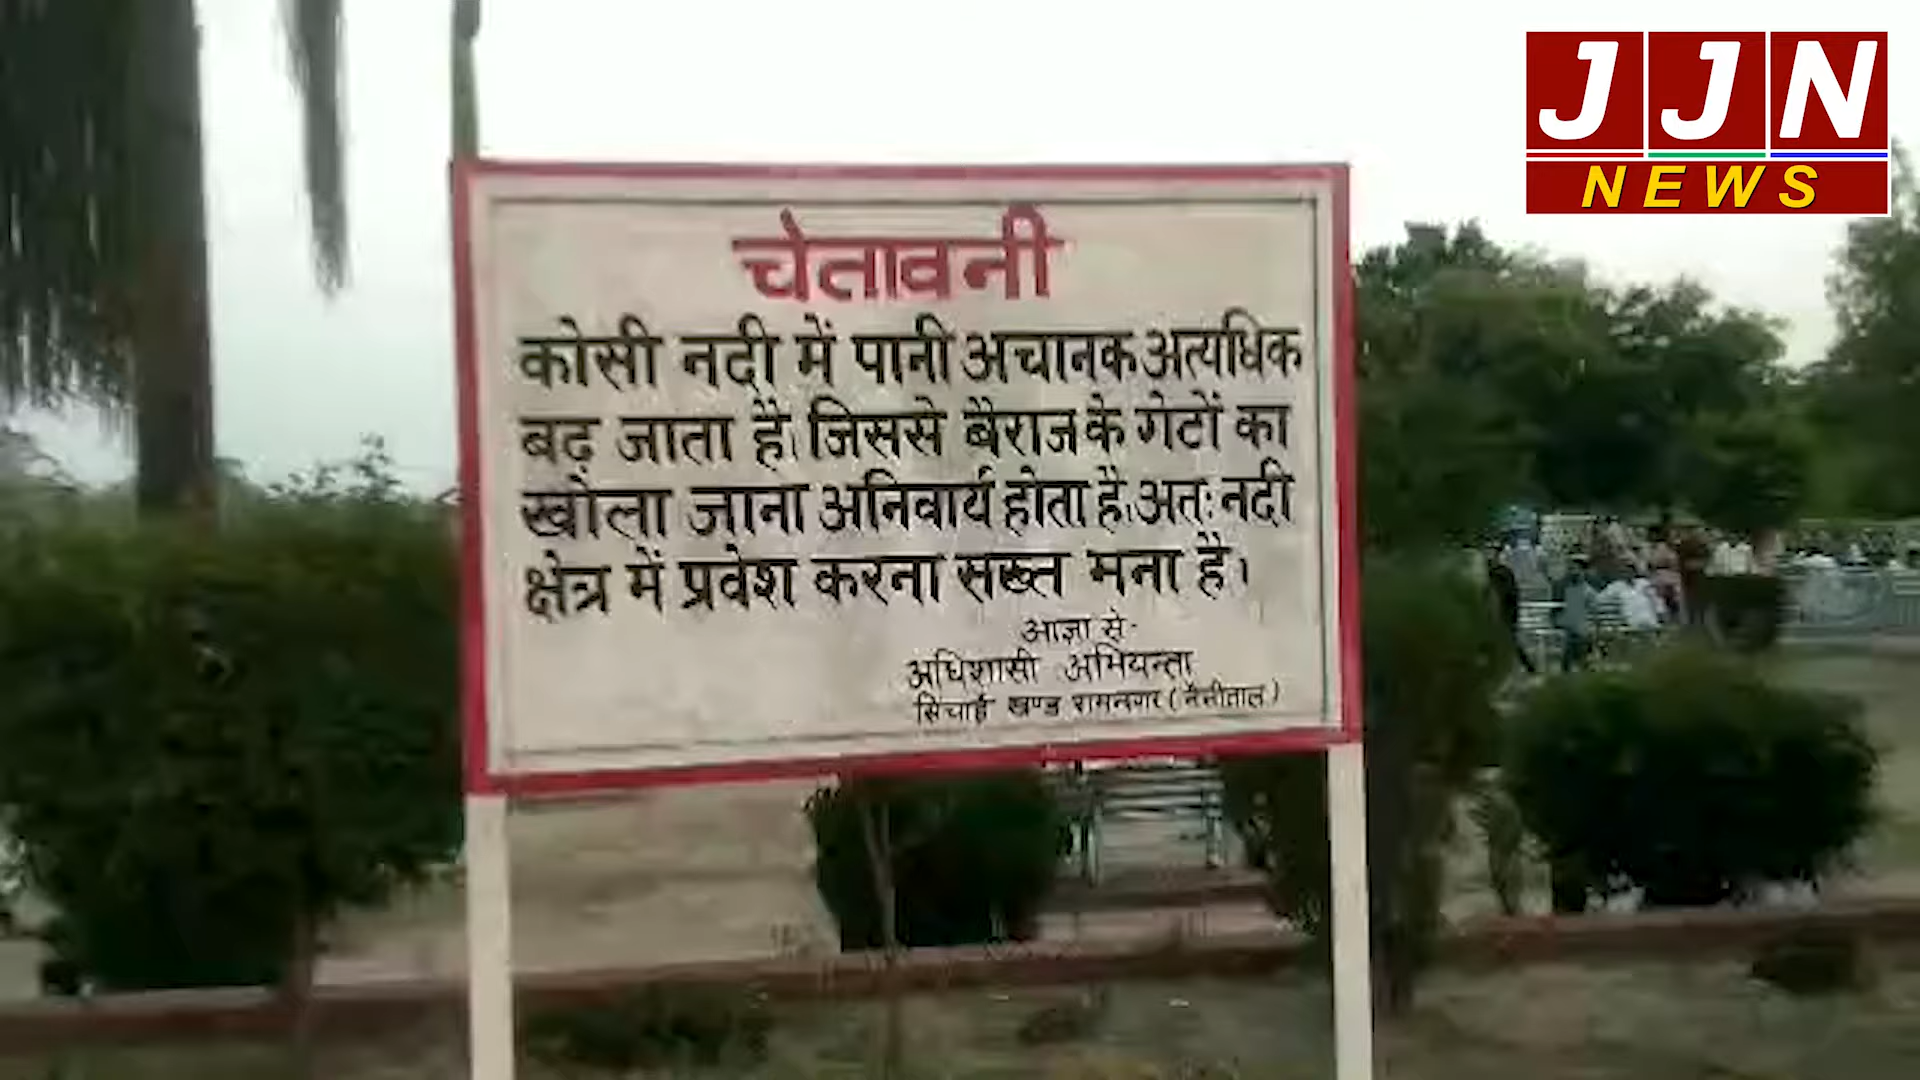 JJN
NEWS
चेतावनी
कोसी नदी में पानी अचानक अत्यधिक
बढ़ जाता है। जिससे बैराज के गेटों का
खोला जाना अनिवार्य होता है। अतः नदी
क्षेत्र में प्रवेश करना सख्त मना है।
आज्ञा से-
अधिशासी अभियन्ता
सिचाई खण्ड रामनगर (नैनीताल)